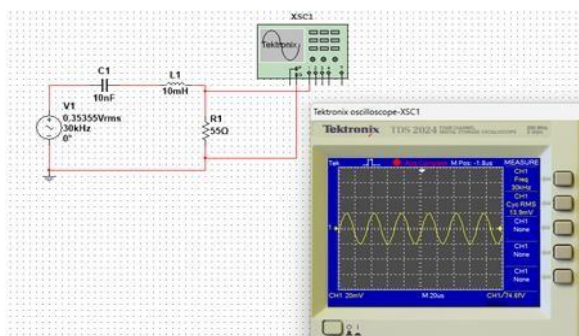 XSC1
Tektronix
C1
10nF
L1
10mH
V1
0.35355Vrms
30kHz
0°
R1
55Ω
Tektronix oscilloscope-XSC1
Tektronix TDS 2024
Tek
M Pos: -1.8us
MEASURE
CH1
Freq
30kHz
CH1
Cyc RMS
13.9mV
CH1
None
CH1
None
CH1
None
1
CH1 20mV
M 20us